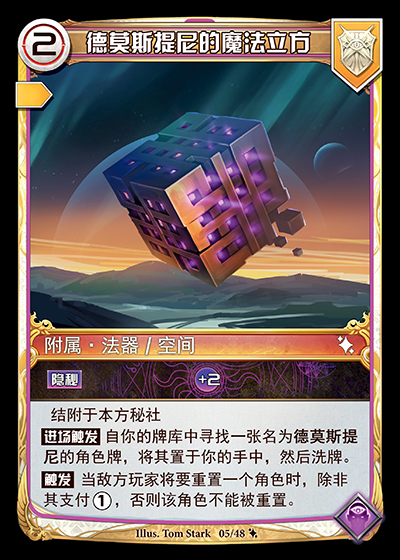 2
德莫斯提尼的魔法立方
附属·法器 / 空间
隐秘 +2
结附于本方秘社
进场触发 自你的牌库中寻找一张名为德莫斯提
尼的角色牌，将其置于你的手中，然后洗牌。
触发 当敌方玩家将要重置一个角色时，除非
其支付①，否则该角色不能被重置。
Illus. Tom Stark 05/48